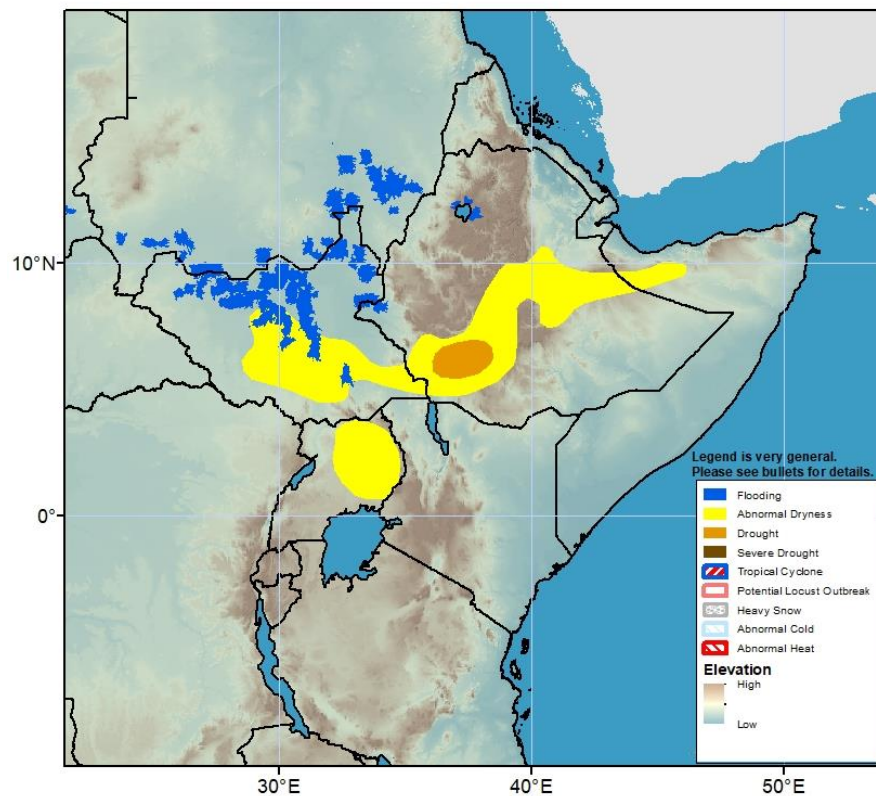 10°N
0°
Legend is very general.
Please see bullets for details.
Flooding
Abnormal Dryness
Drought
Severe Drought
Tropical Cyclone
Potential Locust Outbreak
Heavy Snow
Abnormal Cold
Abnormal Heat
Elevation
High
Low
30°E
40°E
50°E